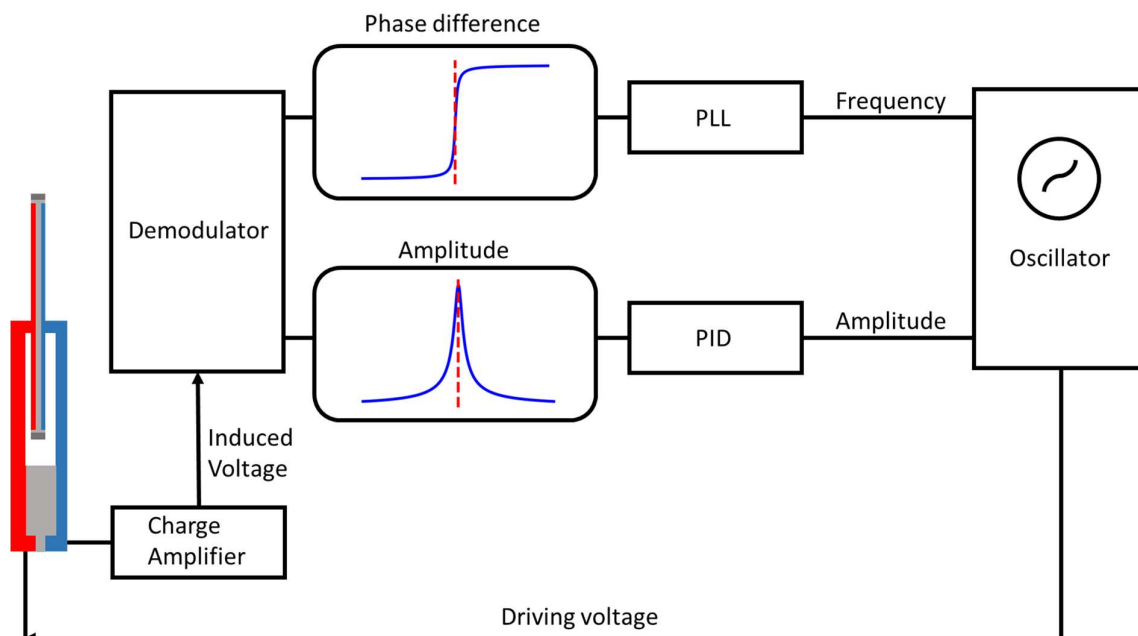 Phase difference
PLL
Frequency
Demodulator
Oscillator
Amplitude
PID
Amplitude
Induced
Voltage
Charge
Amplifier
Driving voltage